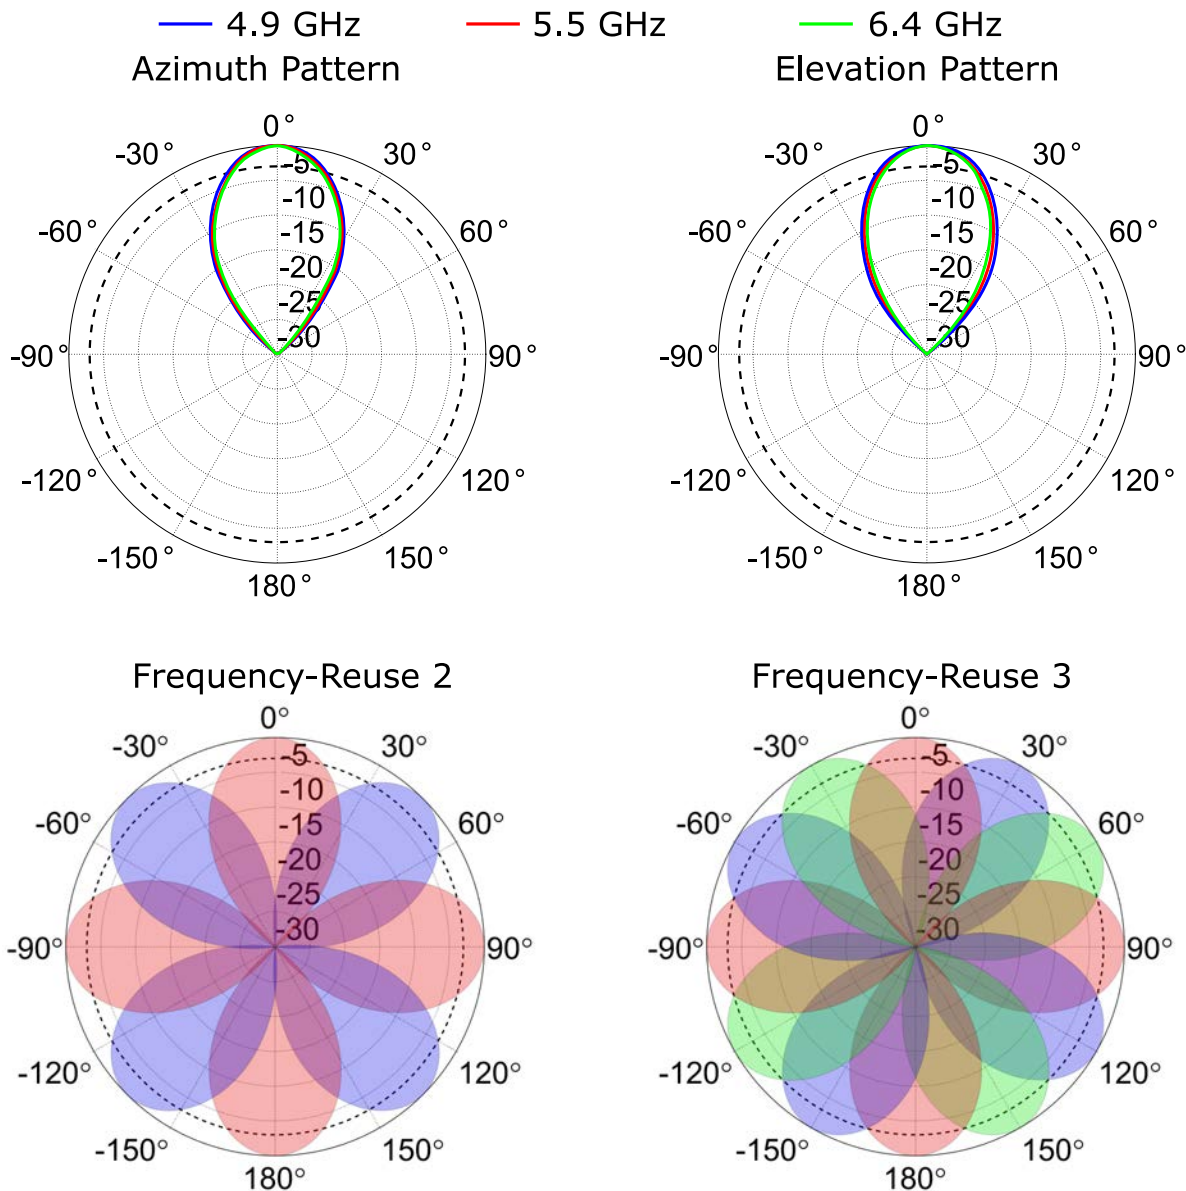 4.9 GHz 5.5 GHz 6.4 GHz
Azimuth Pattern Elevation Pattern
0° 0°
-30° 30° -30° 30°
-5 -5
-10 -10
-60° -15 60° -60° -15 60°
-20 -20
-25 -25
-30 -30
-90° 90° -90° 90°
-120° 120° -120° 120°
-150° 150° -150° 150°
180° 180°
Frequency-Reuse 2 Frequency-Reuse 3
0° 0°
-30° 30° -30° 30°
-5 -5
-10 -10
-60° -15 60° -60° -15 60°
-20 -20
-25 -25
-30 -30
-90° 90° -90° 90°
-120° 120° -120° 120°
-150° 150° -150° 150°
180° 180°